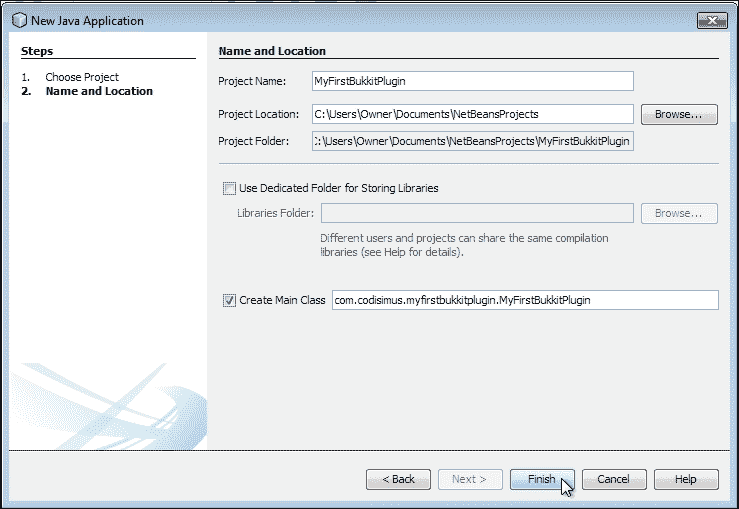 New Java Application
Steps
1. Choose Project
2. Name and Location
Name and Location
Project Name: MyFirstBukkitPlugin
Project Location: C:\Users\Owner\Documents\NetBeansProjects Browse...
Project Folder: :\Users\Owner\Documents\NetBeansProjects\MyFirstBukkitPlugin
Use Dedicated Folder for Storing Libraries
Libraries Folder: Browse...
Different users and projects can share the same compilation
libraries (see Help for details).
Create Main Class com.codisimus.myfirstbukkitplugin.MyFirstBukkitPlugin
< Back Next > Finish Cancel Help